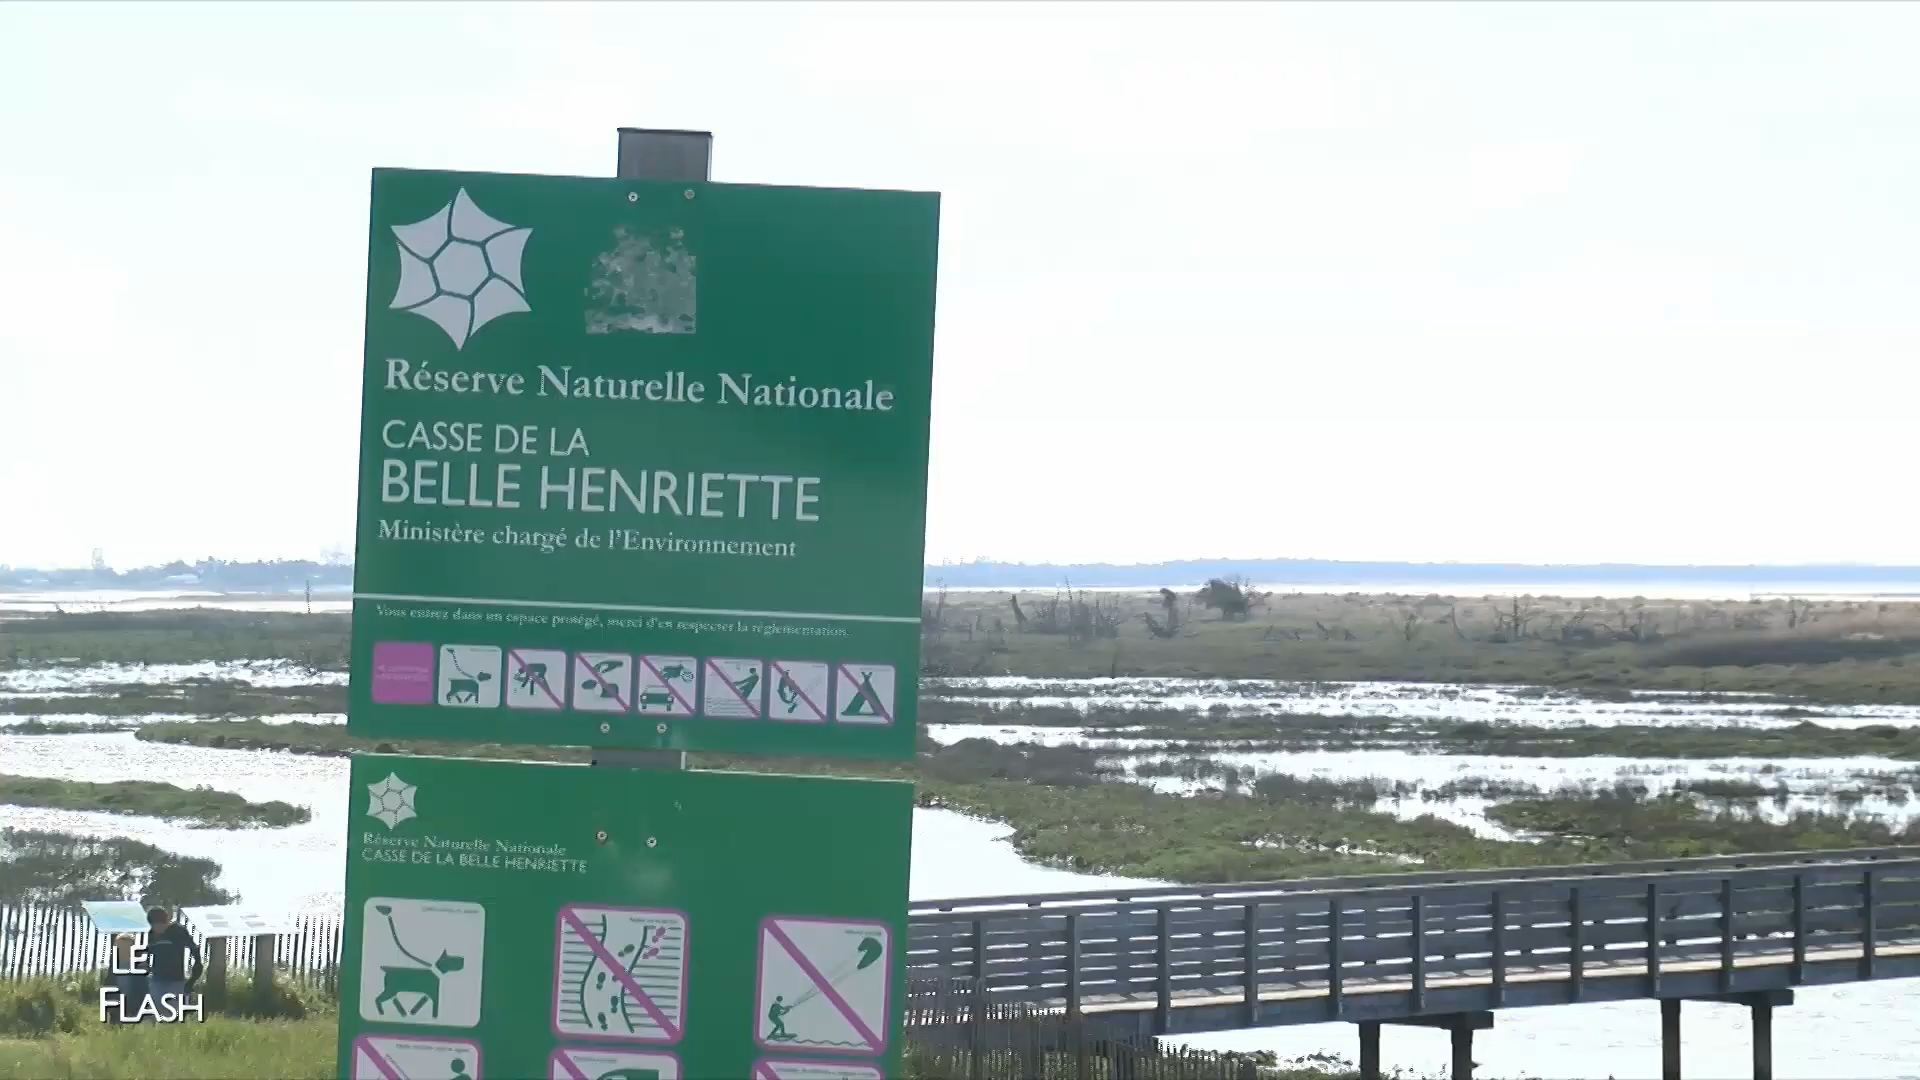 Réserve Naturelle Nationale
CASSE DE LA
BELLE HENRIETTE
Ministère chargé de l'Environnement
Vous entrez dans un espace protégé, merci d'en respecter la réglementation.
Réserve Naturelle Nationale
CASSE DE LA BELLE HENRIETTE
LE
FLASH